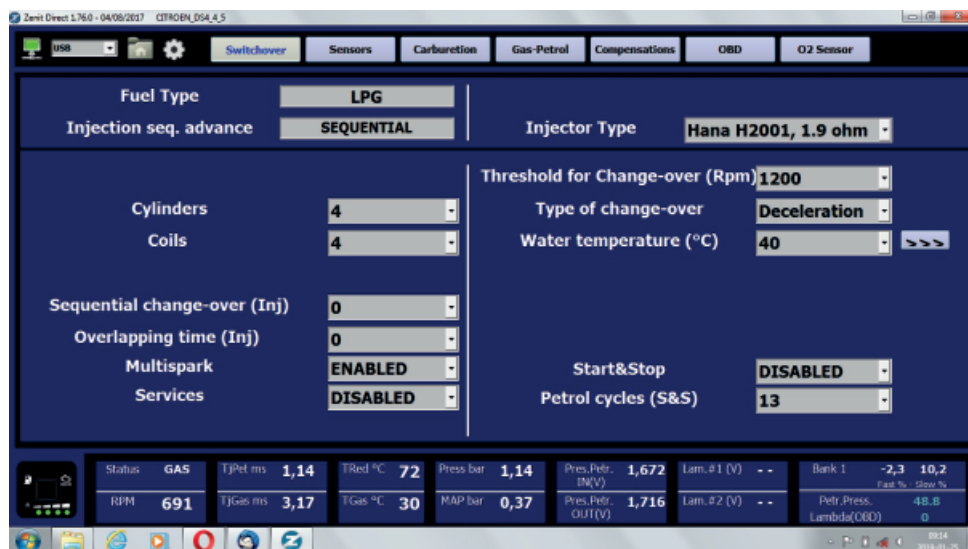 Zenit Direct 1.76.0 - 04/08/2017 CITROEN_DS4_4_5
USB Switchover Sensors Carburetion Gas-Petrol Compensations OBD O2 Sensor
Fuel Type LPG
Injection seq. advance SEQUENTIAL Injector Type Hana H2001, 1.9 ohm
Threshold for Change-over (Rpm) 1200
Cylinders 4 Type of change-over Deceleration
Coils 4 Water temperature (°C) 40 >>>
Sequential change-over (Inj) 0
Overlapping time (Inj) 0
Multispark ENABLED Start&Stop DISABLED
Services DISABLED Petrol cycles (S&S) 13
Status GAS TjPet ms 1,14 TRed °C 72 Press bar 1,14 Pres.Petr. IN(V) 1,672 Lam.#1 (V) -- Bank 1 -2,3 10,2
Fast % - Slow %
RPM 691 TjGas ms 3,17 TGas °C 30 MAP bar 0,37 Pres.Petr. OUT(V) 1,716 Lam.#2 (V) -- Petr.Press. 48.8
Lambda(OBD) 0
09:14
2019-01-25